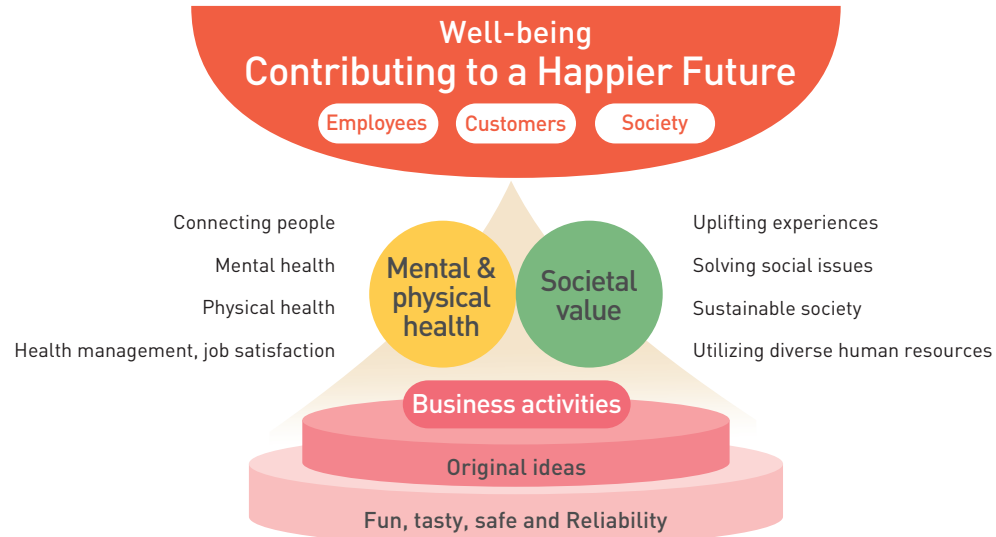 Well-being
Contributing to a Happier Future
Employees
Customers
Society
Connecting people
Mental health
Physical health
Health management, job satisfaction
Mental &
physical
health
Societal
value
Uplifting experiences
Solving social issues
Sustainable society
Utilizing diverse human resources
Business activities
Original ideas
Fun, tasty, safe and Reliability